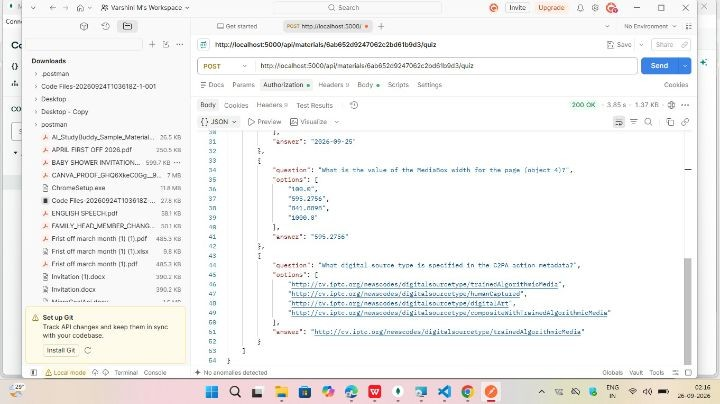 Varshini M's Workspace
Search
Invite
Upgrade
Get started
POST http://localhost:5000/
No Environment
http://localhost:5000/api/materials/6ab652d9247062c2bd61b9d3/quiz
Save
Share
POST
http://localhost:5000/api/materials/6ab652d9247062c2bd61b9d3/quiz
Send
Docs
Params
Authorization
Headers
Body
Scripts
Settings
Cookies
Body
Cookies
Headers
Test Results
200 OK
3.85 s
1.37 KB
JSON
Preview
Visualize
Downloads
.postman
Code Files-20260924T103618Z-1-001
Desktop
Desktop - Copy
postman
AI_StudyBuddy_Sample_Material... 26.5 KB
APRIL FIRST OFF 2026.pdf 250.5 KB
BABY SHOWER INVITATION... 599.7 KB
CANVA_PROOF_GHQ6XkeC0Gg__9... 7 MB
ChromeSetup.exe 11.8 MB
Code Files-20260924T103618Z-... 27.8 KB
ENGLISH SPEECH.pdf 58.1 KB
FAMILY_HEAD_MEMBER_CHANG...
Frist off march month (1) (1).pdf 485.3 KB
Frist off march month (1) (1).xlsx 9.8 KB
Frist off march month (1).pdf 485.3 KB
Invitation (1).docx 390.2 KB
Invitation.docx 390.2 KB
Set up Git
Track API changes and keep them in sync
with your codebase.
Install Git
30 ],
31 "answer": "2026-09-25"
32 },
33 {
34 "question": "What is the value of the MediaBox width for the page (object 4)?",
35 "options": [
36 "100.0",
37 "595.2756",
38 "841.8898",
39 "1000.0"
40 ],
41 "answer": "595.2756"
42 },
43 {
44 "question": "What digital source type is specified in the C2PA action metadata?",
45 "options": [
46 "http://cv.iptc.org/newscodes/digitalsourcetype/trainedAlgorithmicMedia",
47 "http://cv.iptc.org/newscodes/digitalsourcetype/humanCaptured",
48 "http://cv.iptc.org/newscodes/digitalsourcetype/digitalArt",
49 "http://cv.iptc.org/newscodes/digitalsourcetype/compositeWithTrainedAlgorithmicMedia"
50 ],
51 "answer": "http://cv.iptc.org/newscodes/digitalsourcetype/trainedAlgorithmicMedia"
52 }
53 ]
54 }
Local mode
Terminal
Console
No anomalies detected
Globals
Vault
Tools
29°
ENG
IN
02:16
26-09-2026